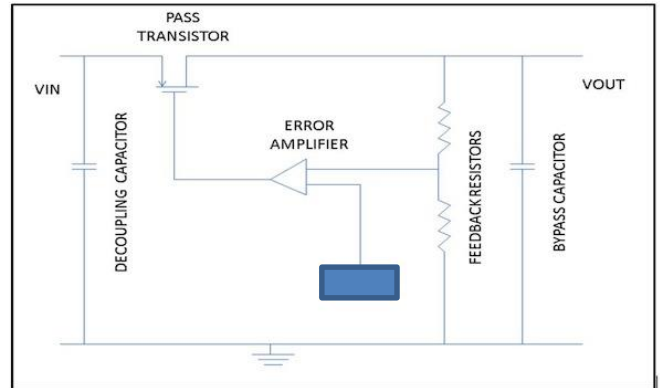 PASS
TRANSISTOR
VIN
VOUT
ERROR
AMPLIFIER
DECOUPLING CAPACITOR
FEEDBACK RESISTORS
BYPASS CAPACITOR